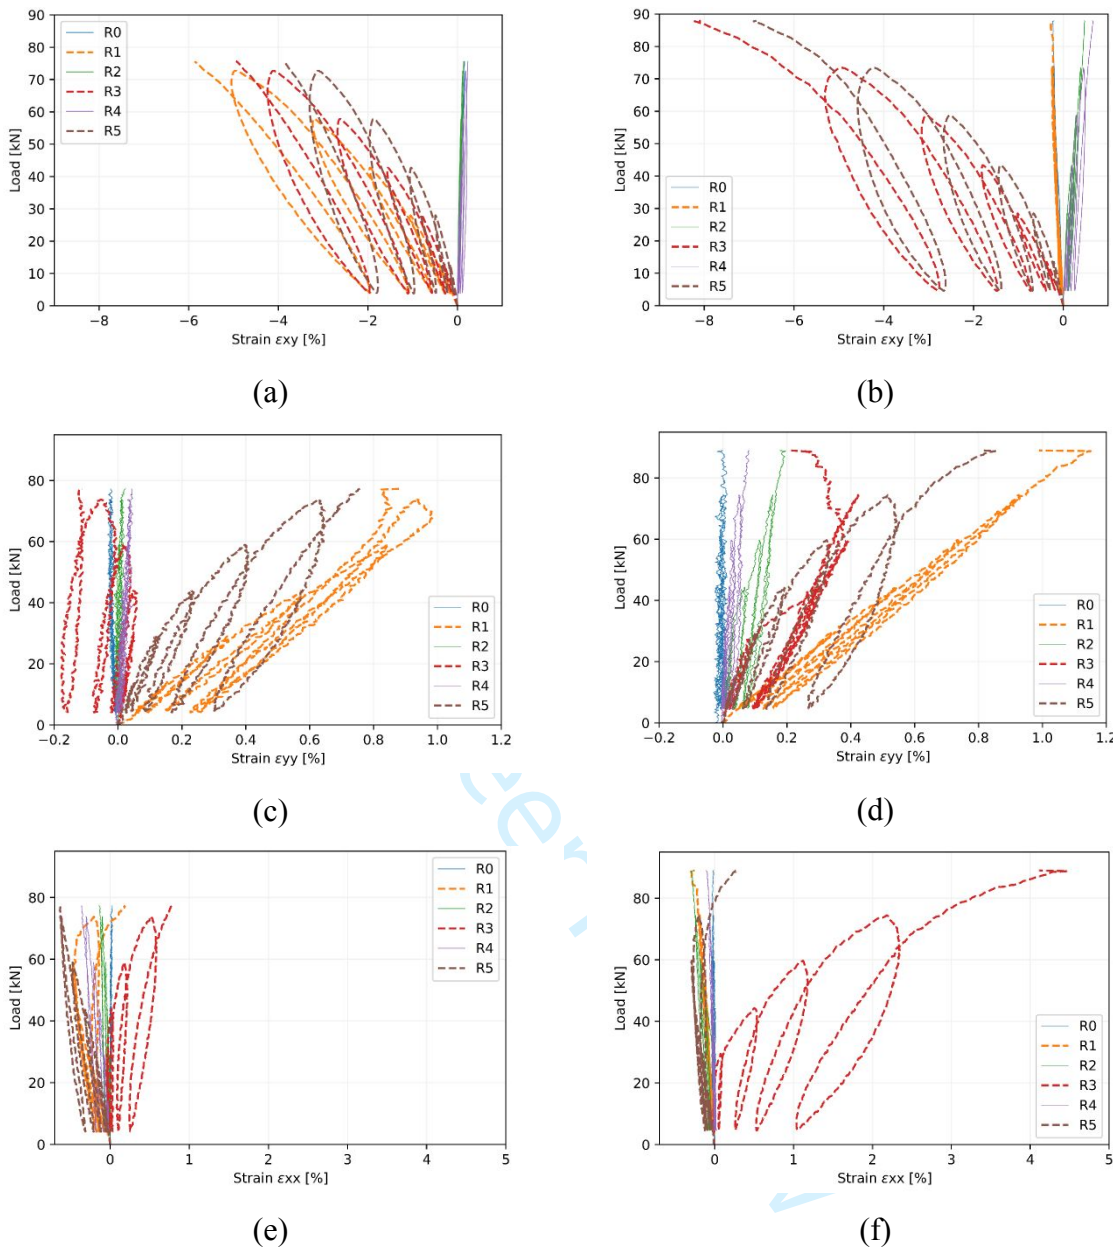 R0
R1
R2
R3
R4
R5
Load [kN]
0
10
20
30
40
50
60
70
80
90
−8
−6
−4
−2
0
Strain εxy [%]
(a)
R0
R1
R2
R3
R4
R5
Load [kN]
0
10
20
30
40
50
60
70
80
90
−8
−6
−4
−2
0
Strain εxy [%]
(b)
R0
R1
R2
R3
R4
R5
Load [kN]
0
20
40
60
80
−0.2
0.0
0.2
0.4
0.6
0.8
1.0
1.2
Strain εyy [%]
(c)
R0
R1
R2
R3
R4
R5
Load [kN]
0
20
40
60
80
−0.2
0.0
0.2
0.4
0.6
0.8
1.0
1.2
Strain εyy [%]
(d)
R0
R1
R2
R3
R4
R5
Load [kN]
0
20
40
60
80
0
1
2
3
4
5
Strain εxx [%]
(e)
R0
R1
R2
R3
R4
R5
Load [kN]
0
20
40
60
80
0
1
2
3
4
5
Strain εxx [%]
(f)